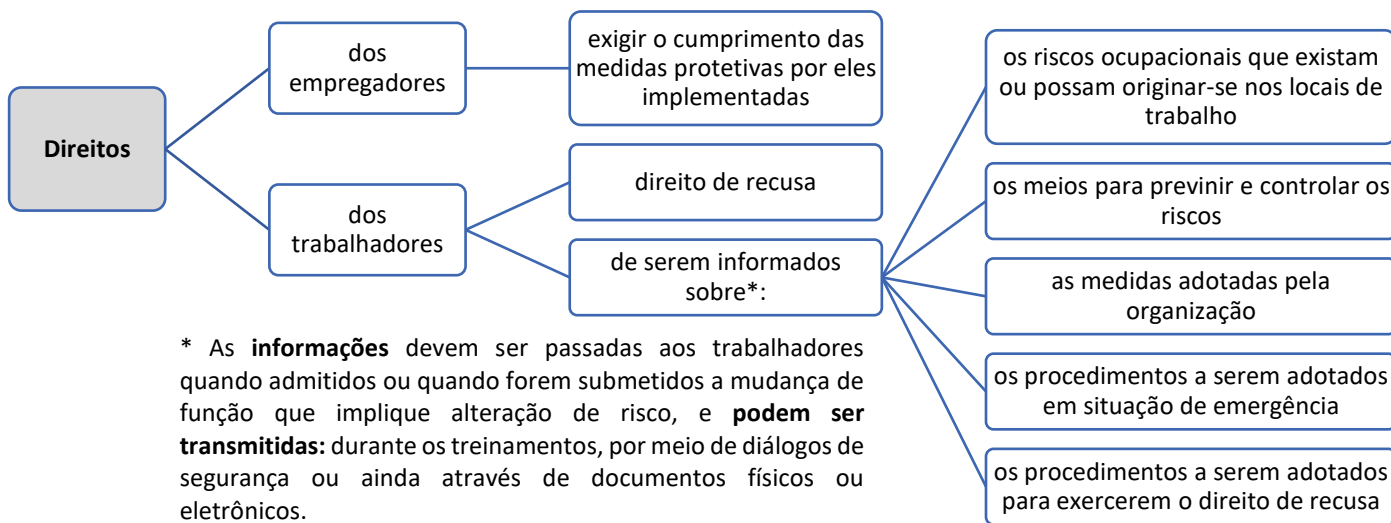 Direitos
dos
empregadores
exigir o cumprimento das
medidas protetivas por eles
implementadas
dos
trabalhadores
direito de recusa
de serem informados
sobre*:
os riscos ocupacionais que existam
ou possam originar-se nos locais de
trabalho
os meios para previnir e controlar os
riscos
as medidas adotadas pela
organização
os procedimentos a serem adotados
em situação de emergência
os procedimentos a serem adotados
para exercerem o direito de recusa
* As informações devem ser passadas aos trabalhadores
quando admitidos ou quando forem submetidos a mudança de
função que implique alteração de risco, e podem ser
transmitidas: durante os treinamentos, por meio de diálogos de
segurança ou ainda através de documentos físicos ou
eletrônicos.